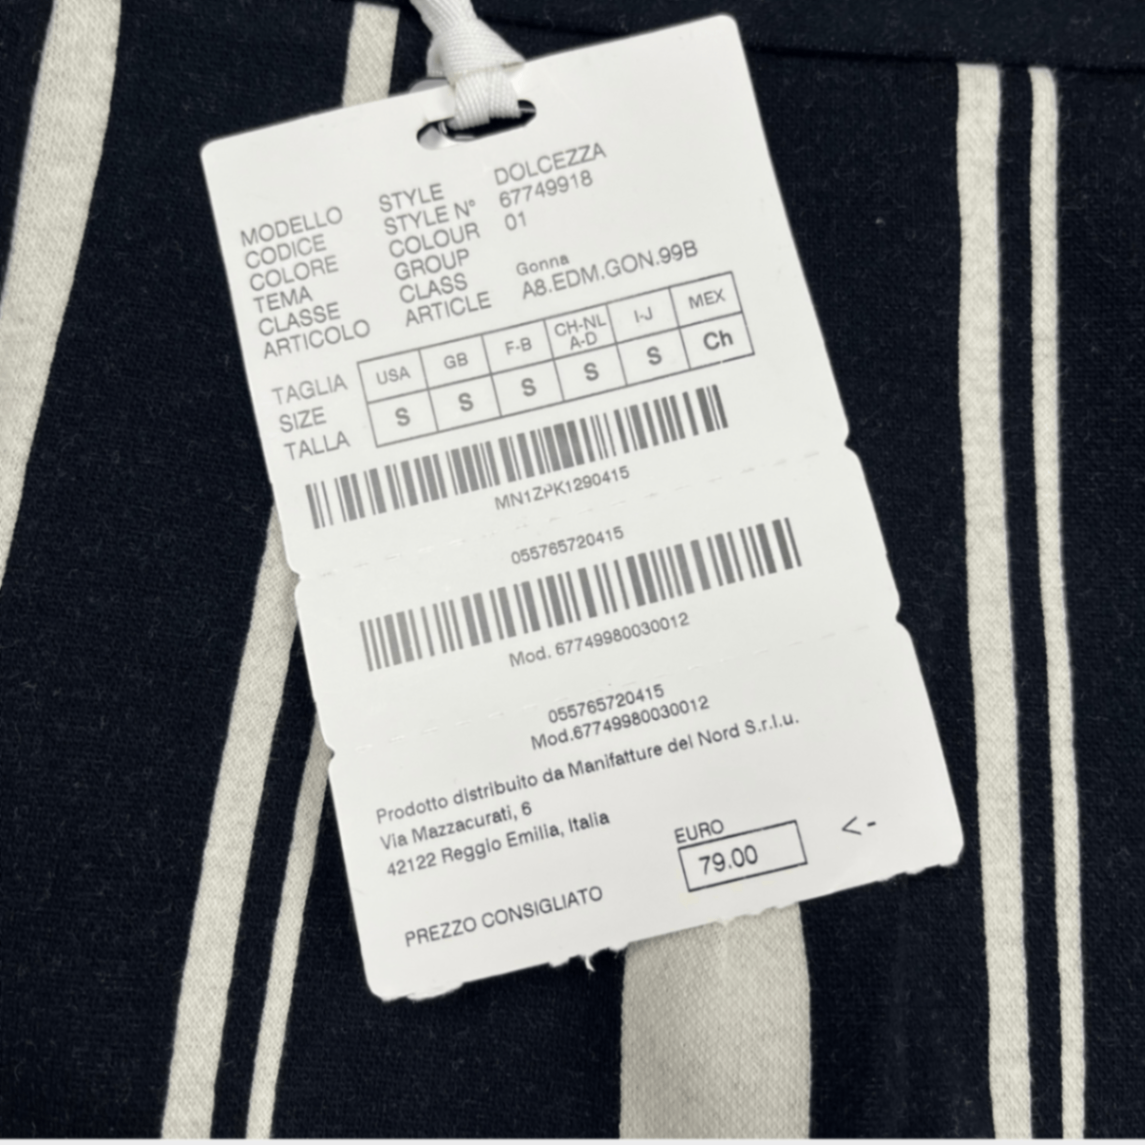 MODELLO STYLE DOLCEZZA
CODICE STYLE N° 67749918
COLORE COLOUR 01
TEMA GROUP
CLASSE CLASS Gonna
ARTICOLO ARTICLE A8.EDM.GON.99B
TAGLIA USA GB F-B CH-NL A-D I-J MEX
SIZE S S S S S Ch
TALLA
MN1ZPK1290415
055765720415
Mod. 67749980030012
055765720415
Mod.67749980030012
Prodotto distribuito da Manifatture del Nord S.r.l.u.
Via Mazzacurati, 6
42122 Reggio Emilia, Italia
EURO
PREZZO CONSIGLIATO 79.00 <-